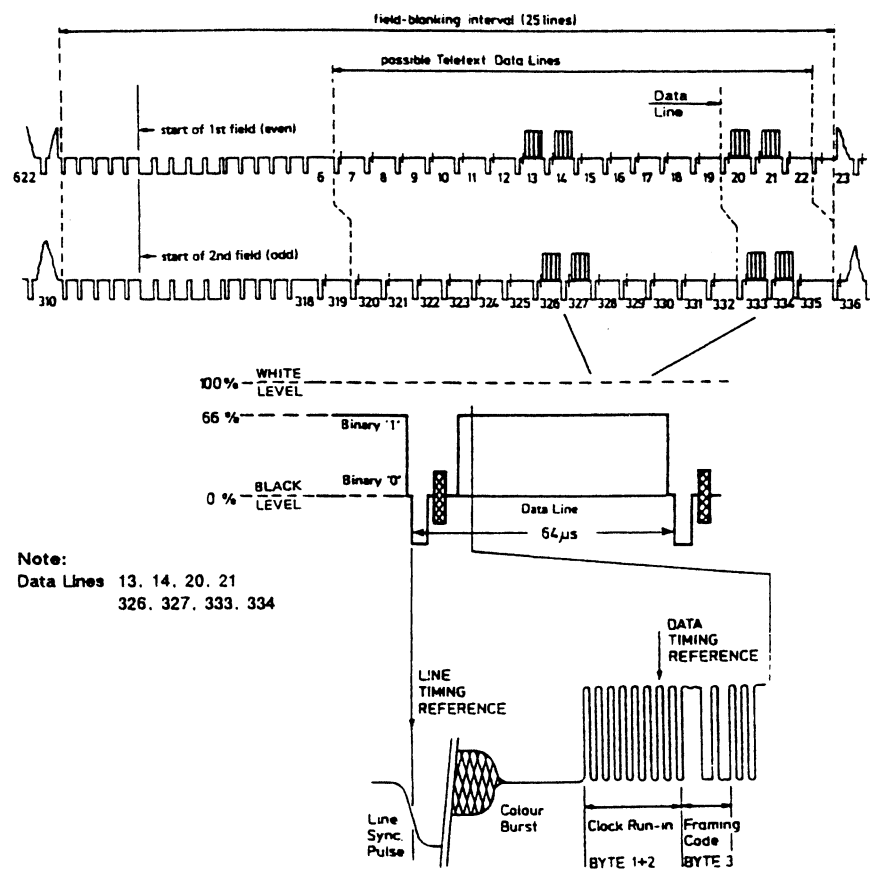 field-blanking interval (25 lines)
possible Teletext Data Lines
Data
Line
start of 1st field (even)
622 6 7 8 9 10 11 12 13 14 15 16 17 18 19 20 21 22 23
start of 2nd field (odd)
310 318 319 320 321 322 323 324 325 326 327 328 329 330 331 332 333 334 335 336
100% WHITE
LEVEL
66% Binary '1'
Binary '0'
0% BLACK
LEVEL
Data Line
64µs
Note:
Data Lines 13, 14, 20, 21
326, 327, 333, 334
DATA
TIMING
REFERENCE
LINE
TIMING
REFERENCE
Line
Sync.
Pulse
Colour
Burst
Clock Run-in
BYTE 1+2
Framing
Code
BYTE 3